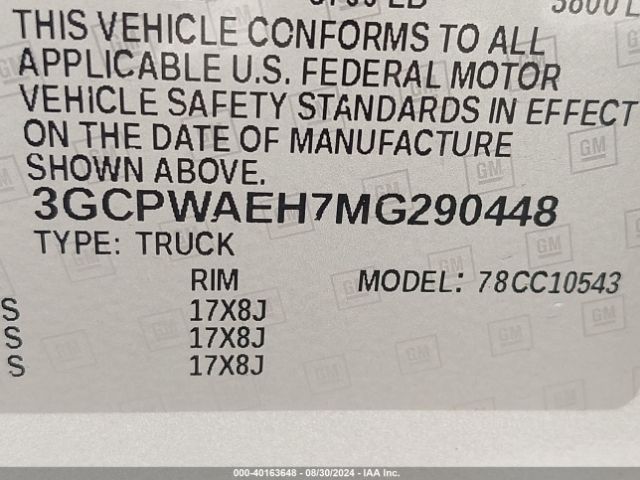 THIS VEHICLE CONFORMS TO ALL
APPLICABLE U.S. FEDERAL MOTOR
VEHICLE SAFETY STANDARDS IN EFFECT
ON THE DATE OF MANUFACTURE
SHOWN ABOVE.
3GCPWAEH7MG290448
TYPE: TRUCK
RIM MODEL: 78CC10543
S 17X8J
S 17X8J
S 17X8J
GM
000-40163648 - 08/30/2024 - IAA Inc.